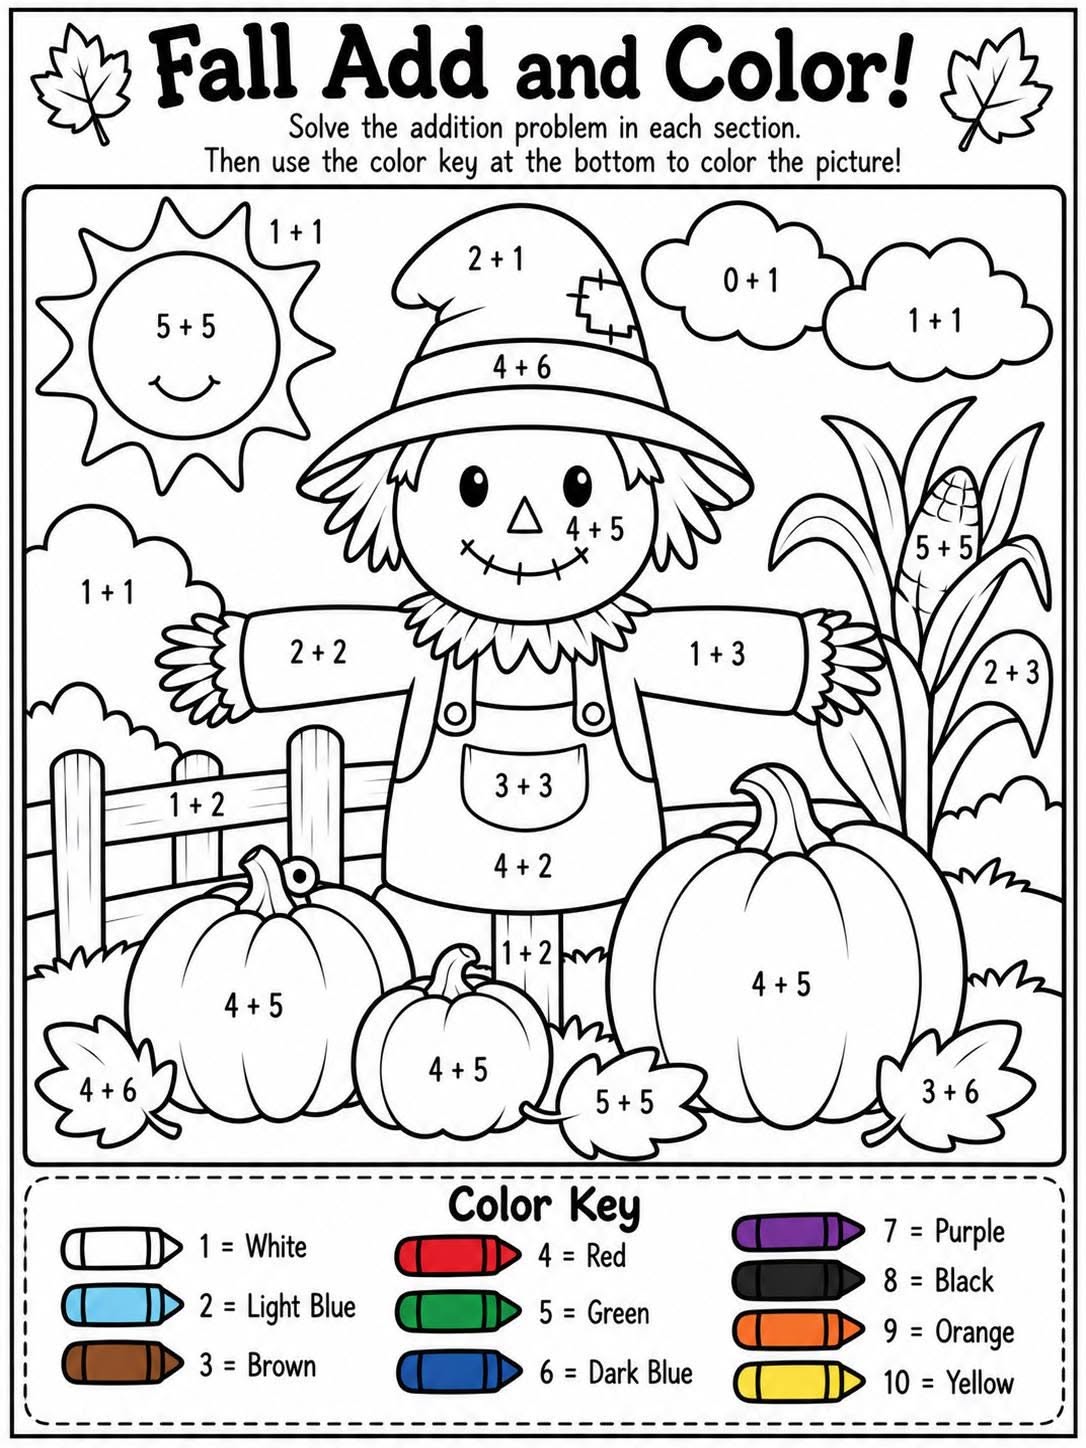 Fall Add and Color!
Solve the addition problem in each section.
Then use the color key at the bottom to color the picture!
1 + 1
2 + 1
0 + 1
5 + 5
1 + 1
4 + 6
4 + 5
5 + 5
1 + 1
2 + 2
1 + 3
2 + 3
3 + 3
1 + 2
4 + 2
1 + 2
4 + 5
4 + 5
4 + 5
4 + 6
5 + 5
3 + 6
Color Key
1 = White
2 = Light Blue
3 = Brown
4 = Red
5 = Green
6 = Dark Blue
7 = Purple
8 = Black
9 = Orange
10 = Yellow